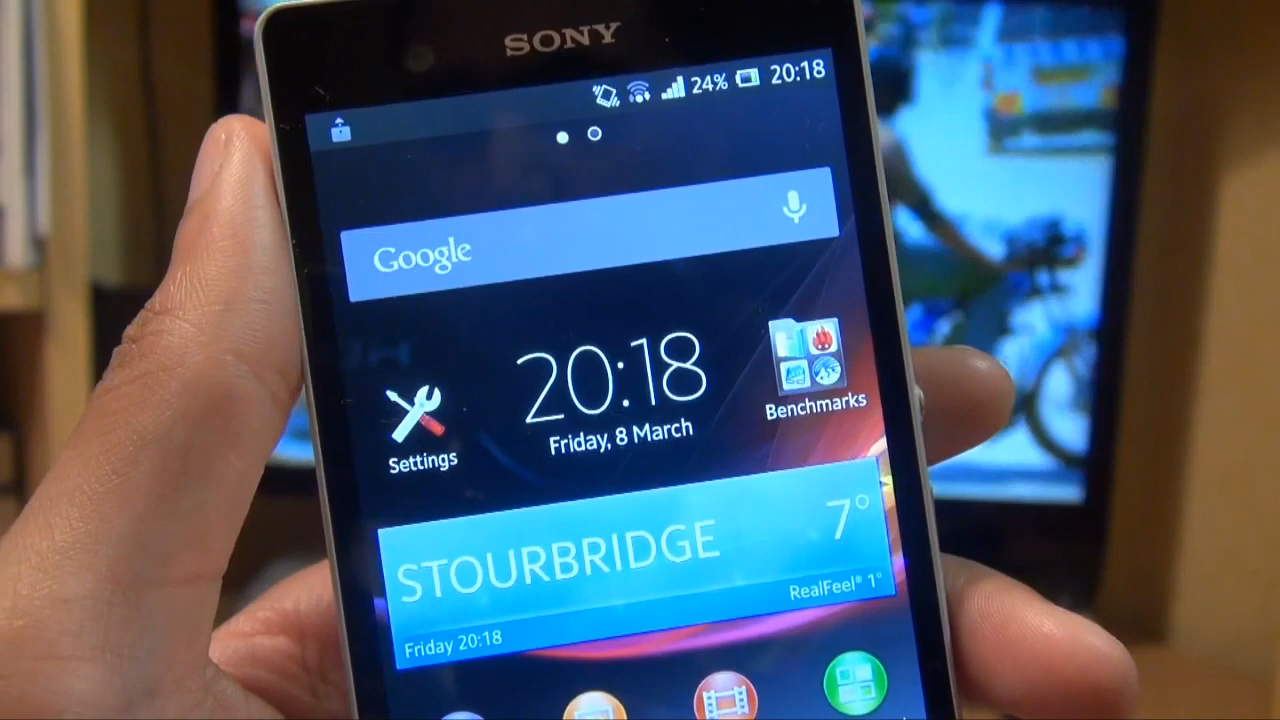 SONY
24% 20:18
Google
20:18
Friday, 8 March
Settings
Benchmarks
STOURBRIDGE
7°
RealFeel® 1°
Friday 20:18